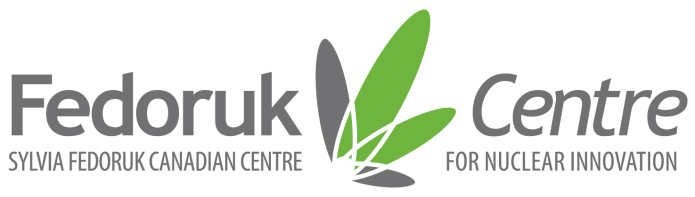 Fedoruk Centre
SYLVIA FEDORUK CANADIAN CENTRE FOR NUCLEAR INNOVATION